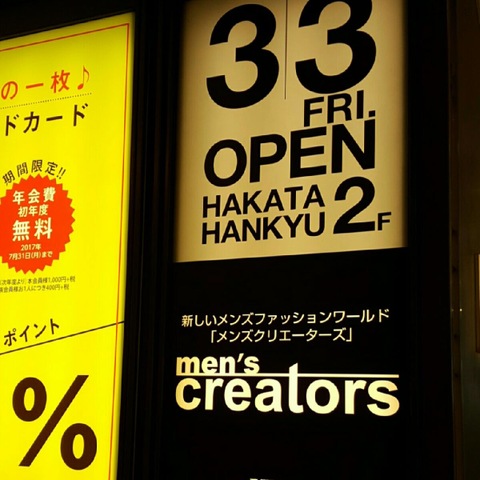 の一枚♪
ドカード
期間限定!!
年会費
初年度
無料
2017年
7月31日(月)まで
ポイント
%
3 3
FRI.
OPEN
HAKATA
HANKYU 2F
新しいメンズファッションワールド
「メンズクリエーターズ」
men's
creators